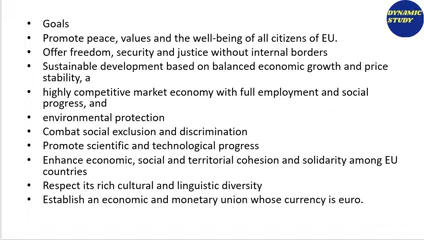 DYNAMIC
STUDY
• Goals
• Promote peace, values and the well-being of all citizens of EU.
• Offer freedom, security and justice without internal borders
• Sustainable development based on balanced economic growth and price
stability, a
• highly competitive market economy with full employment and social
progress, and
• environmental protection
• Combat social exclusion and discrimination
• Promote scientific and technological progress
• Enhance economic, social and territorial cohesion and solidarity among EU
countries
• Respect its rich cultural and linguistic diversity
• Establish an economic and monetary union whose currency is euro.